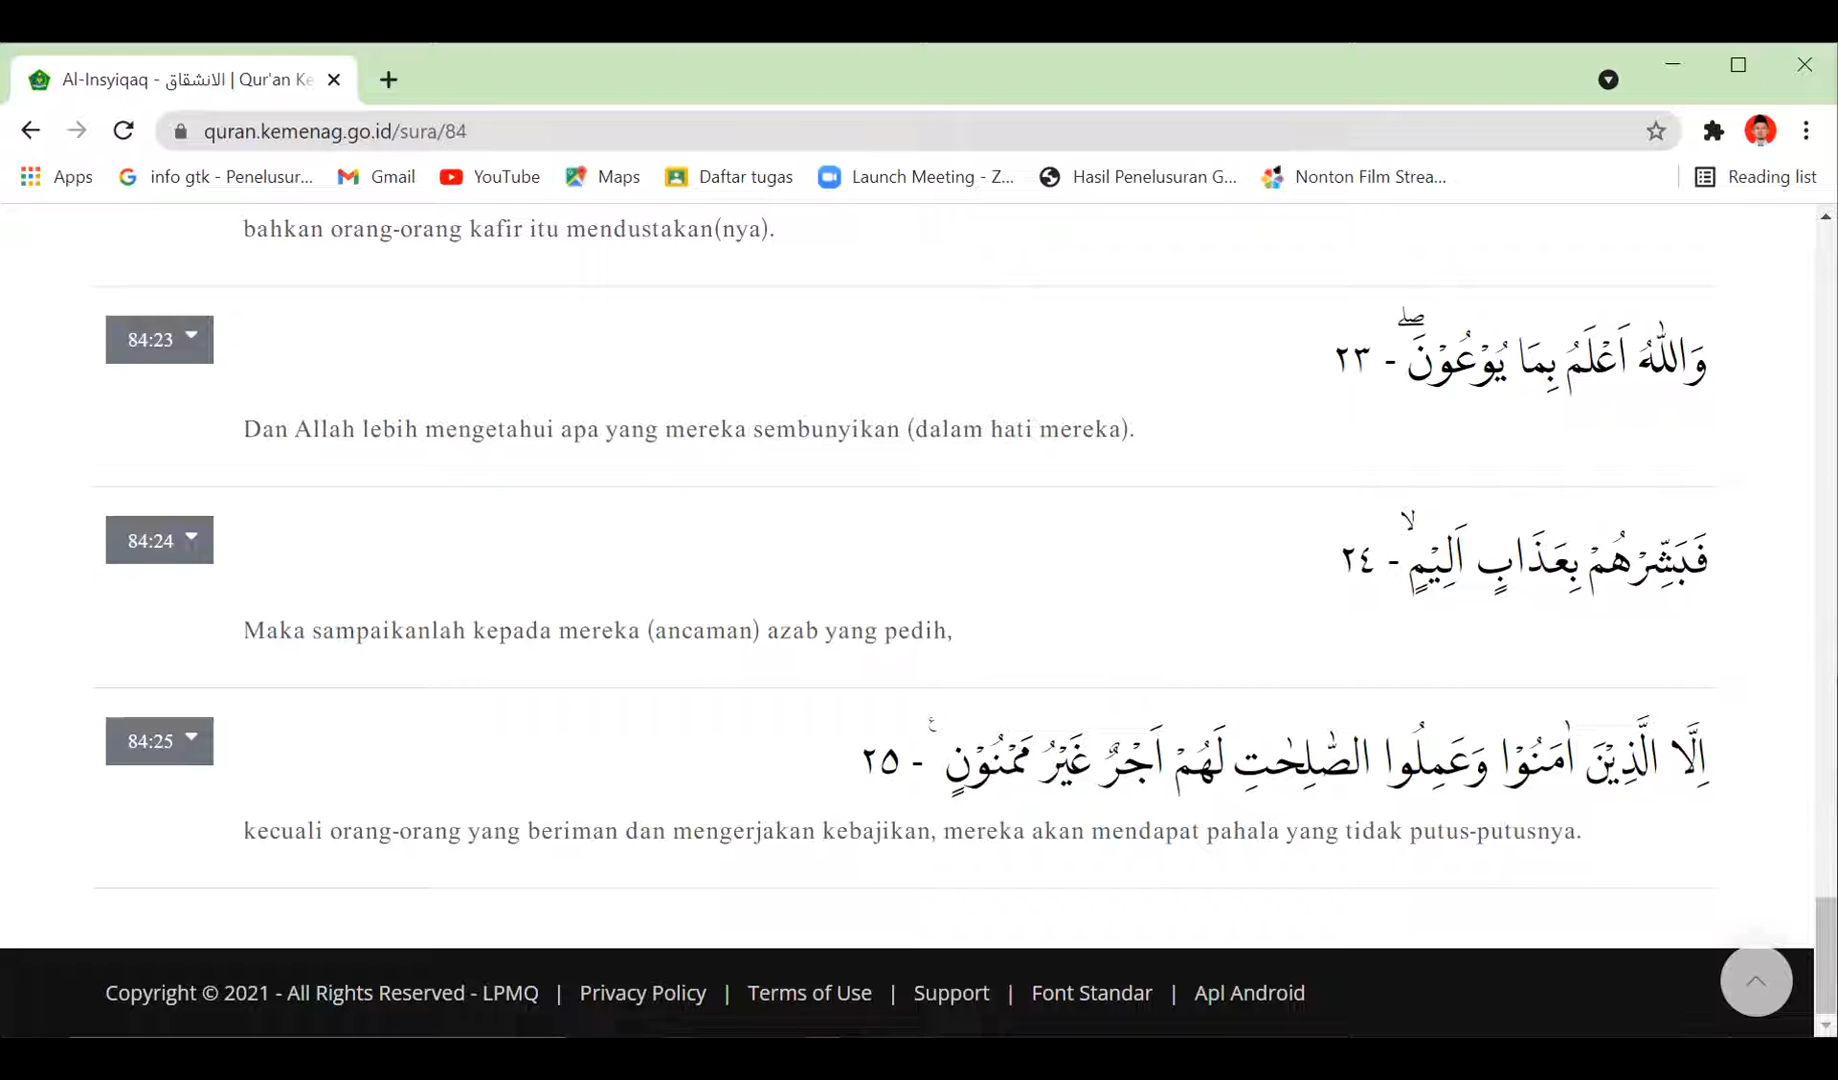 Al-Insyiqaq - الانشقاق | Qur'an Ke
quran.kemenag.go.id/sura/84
Apps info gtk - Penelusur... Gmail YouTube Maps Daftar tugas Launch Meeting - Z... Hasil Penelusuran G... Nonton Film Strea... Reading list
bahkan orang-orang kafir itu mendustakan(nya).
84:23
وَاللّٰهُ اَعْلَمُ بِمَا يُوْعُوْنَۖ - ٢٣
Dan Allah lebih mengetahui apa yang mereka sembunyikan (dalam hati mereka).
84:24
فَبَشِّرْهُمْ بِعَذَابٍ اَلِيْمٍۙ - ٢٤
Maka sampaikanlah kepada mereka (ancaman) azab yang pedih,
84:25
اِلَّا الَّذِيْنَ اٰمَنُوْا وَعَمِلُوا الصّٰلِحٰتِ لَهُمْ اَجْرٌ غَيْرُ مَمْنُوْنٍ ࣖ - ٢٥
kecuali orang-orang yang beriman dan mengerjakan kebajikan, mereka akan mendapat pahala yang tidak putus-putusnya.
Copyright © 2021 - All Rights Reserved - LPMQ | Privacy Policy | Terms of Use | Support | Font Standar | Apl Android